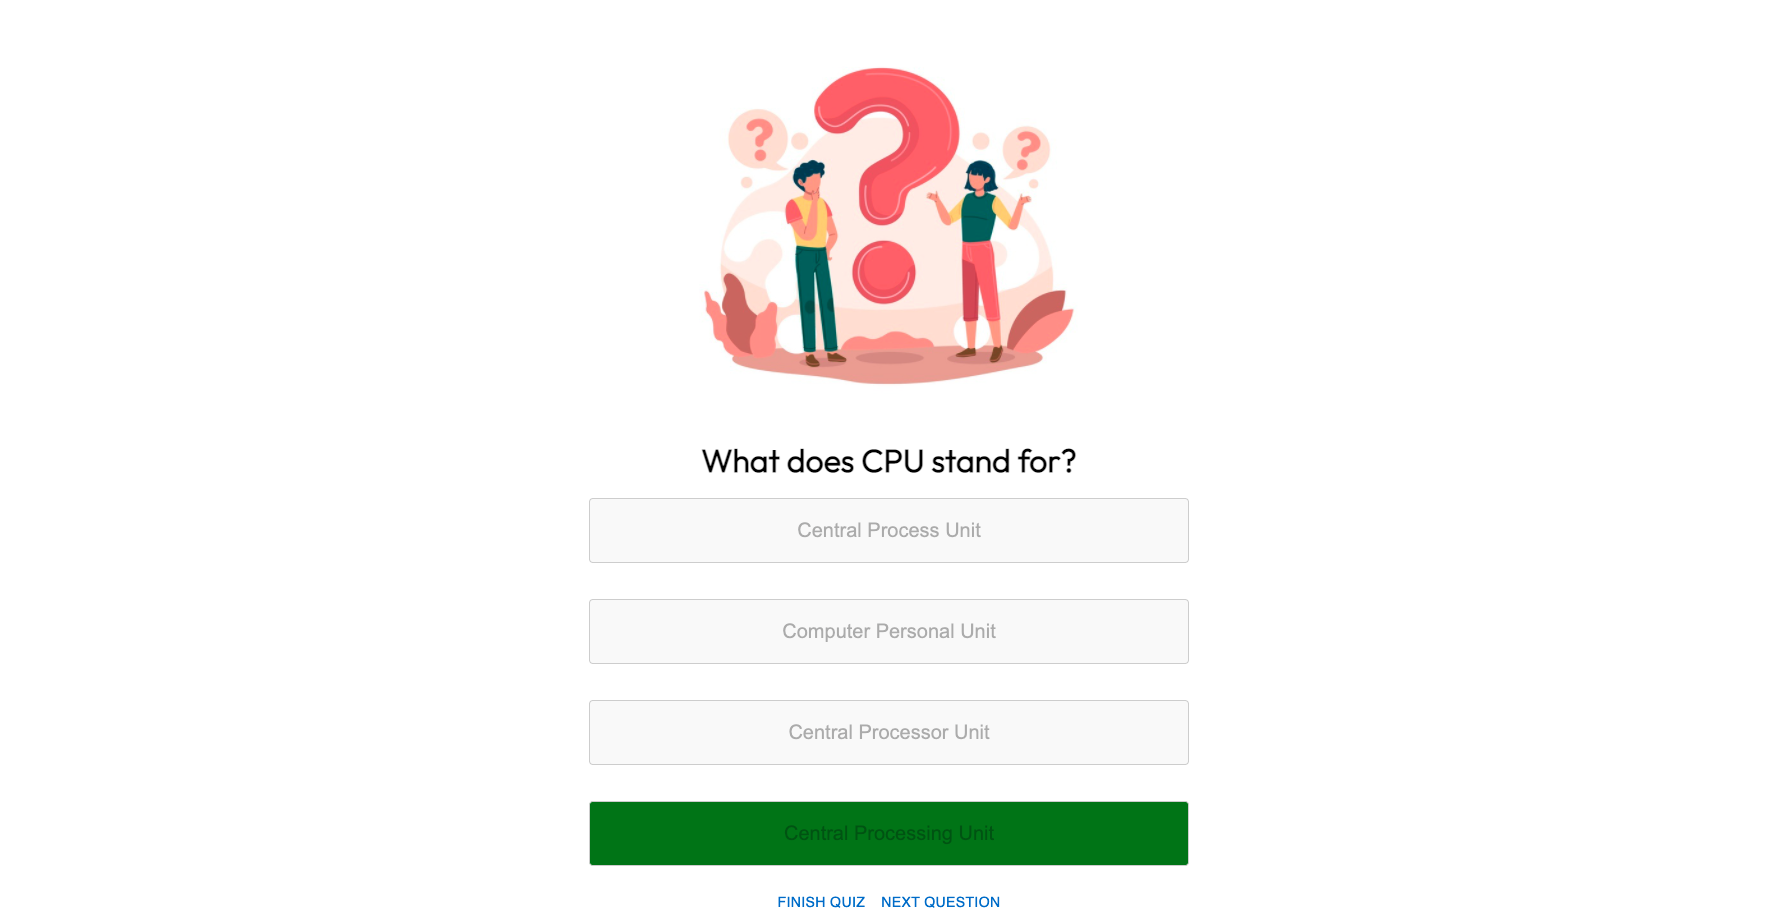 What does CPU stand for?
Central Process Unit
Computer Personal Unit
Central Processor Unit
Central Processing Unit
FINISH QUIZ NEXT QUESTION